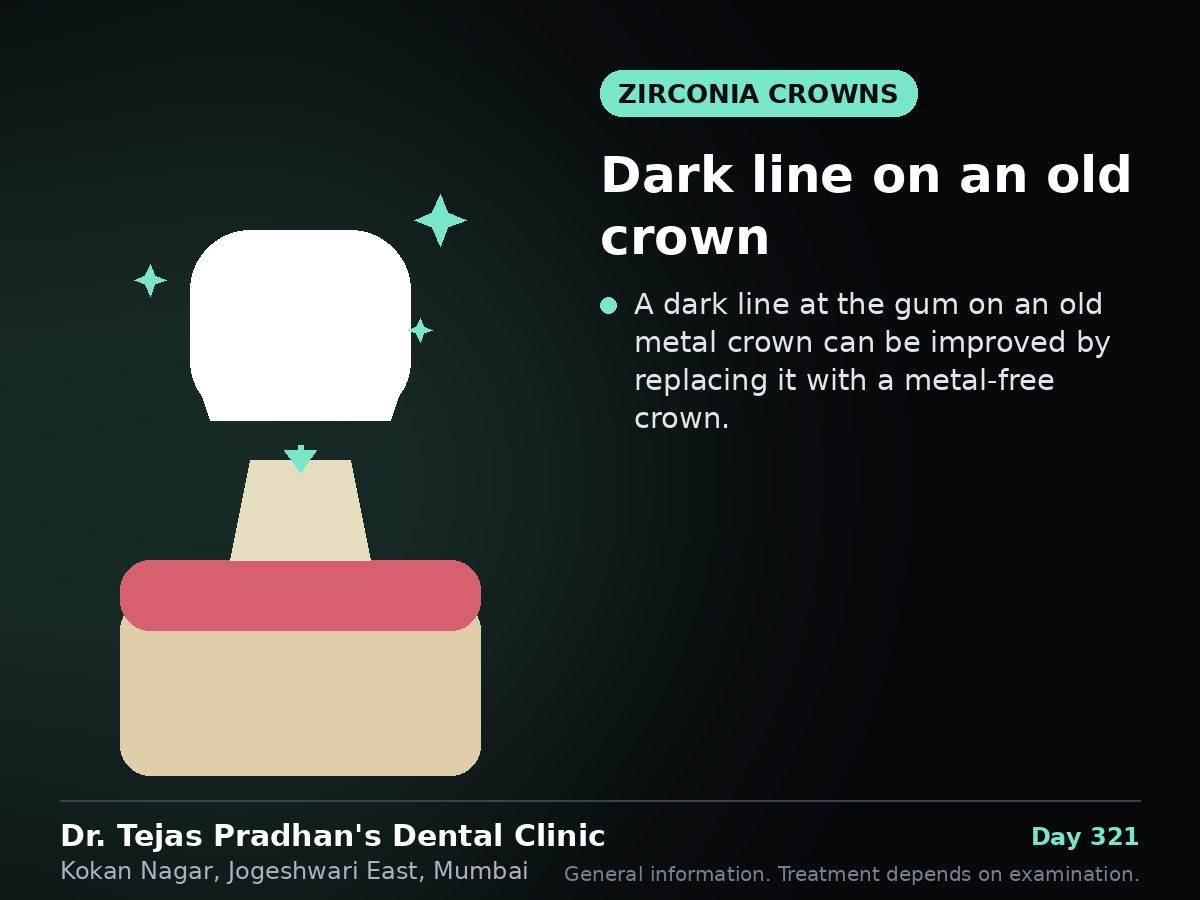 ZIRCONIA CROWNS
Dark line on an old
crown
A dark line at the gum on an old
metal crown can be improved by
replacing it with a metal-free
crown.
Dr. Tejas Pradhan's Dental Clinic
Day 321
Kokan Nagar, Jogeshwari East, Mumbai
General information. Treatment depends on examination.